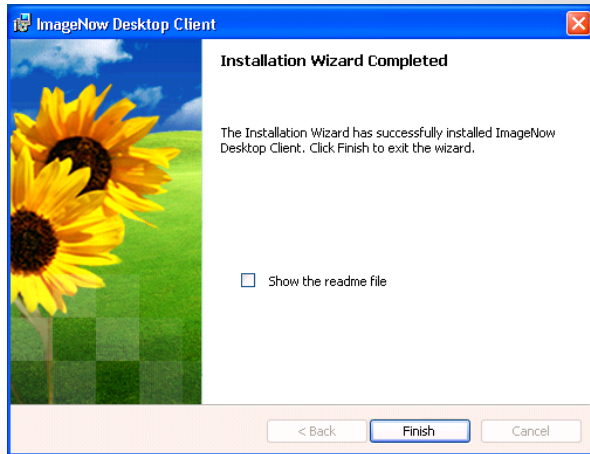 ImageNow Desktop Client
Installation Wizard Completed
The Installation Wizard has successfully installed ImageNow
Desktop Client. Click Finish to exit the wizard.
Show the readme file
< Back
Finish
Cancel